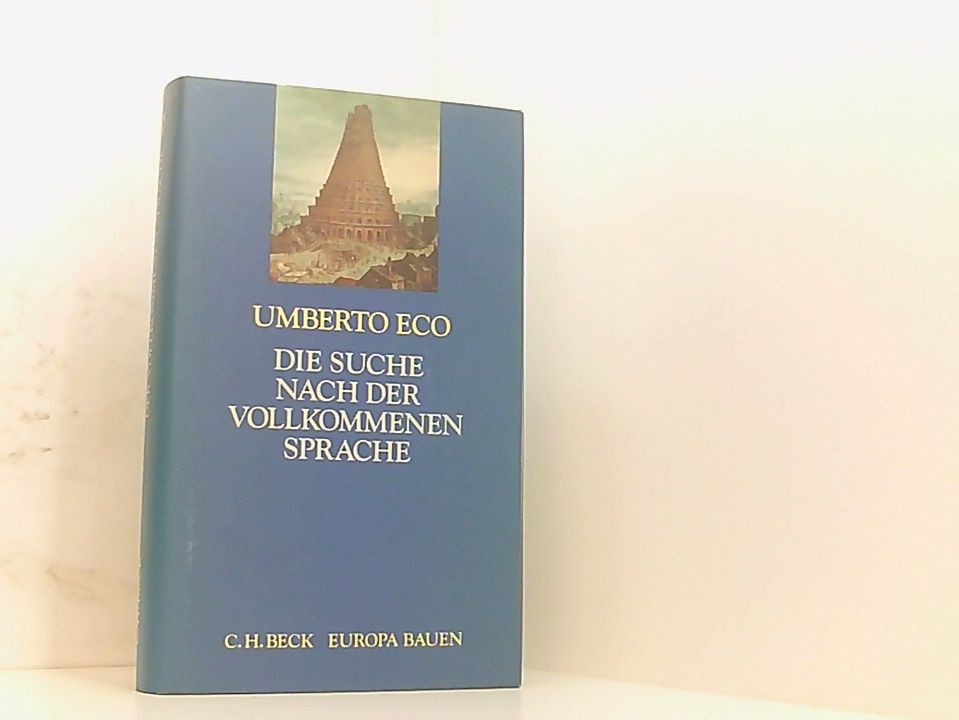 UMBERTO ECO
DIE SUCHE
NACH DER
VOLLKOMMENEN
SPRACHE
C.H.BECK EUROPA BAUEN